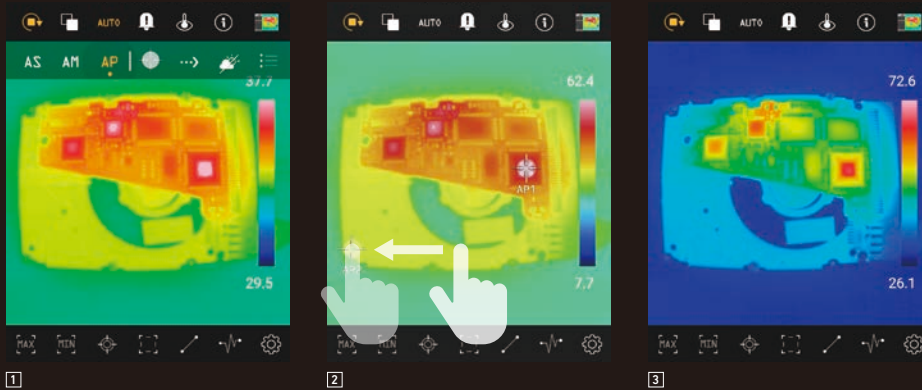 AUTO
AS AM AP
37.7
29.5
MAX MIN
1
AUTO
62.4
AP1
7.7
MAX MIN
2
AUTO
72.6
26.1
MAX MIN
3